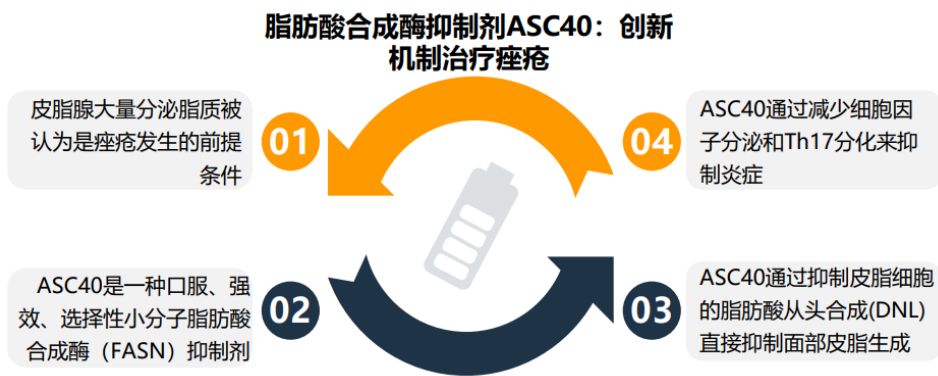 脂肪酸合成酶抑制剂ASC40：创新
机制治疗痤疮
皮脂腺大量分泌脂质被
认为是痤疮发生的前提
条件
01
ASC40是一种口服、强
效、选择性小分子脂肪酸
合成酶（FASN）抑制剂
02
03
ASC40通过抑制皮脂细胞
的脂肪酸从头合成(DNL)
直接抑制面部皮脂生成
04
ASC40通过减少细胞因
子分泌和Th17分化来抑
制炎症